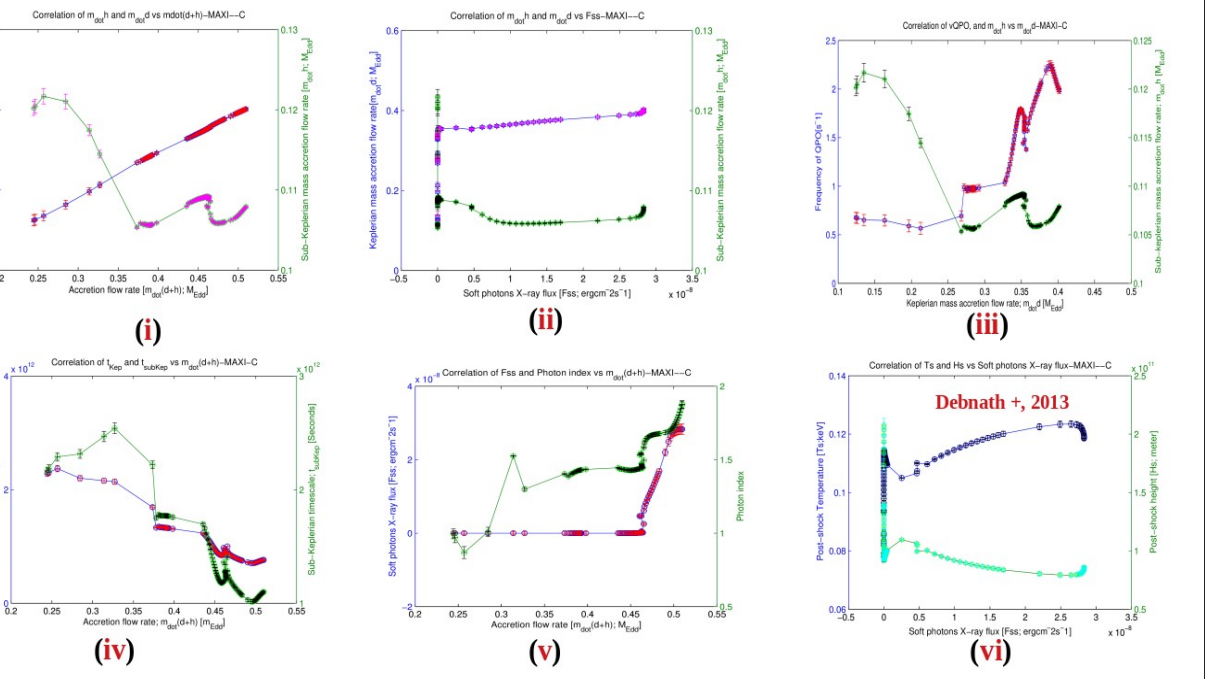 Correlation of m_dot h and m_dot d vs mdot(d+h)−MAXI−−C
0.13
0.12
0.11
0.1
Sub−Keplerian mass accretion flow rate [m_dot h; M_Edd]
2 0.25 0.3 0.35 0.4 0.45 0.5 0.55
Accretion flow rate [m_dot(d+h); M_Edd]
(i)
Correlation of m_dot h and m_dot d vs Fss−MAXI−−C
0.6
0.4
0.2
0
Keplerian mass accretion flow rate[m_dot d; M_Edd]
0.13
0.12
0.11
0.1
Sub−Keplerian mass accretion flow rate [m_dot h; M_Edd]
−0.5 0 0.5 1 1.5 2 2.5 3 3.5
x 10^−8
Soft photons X−ray flux [Fss; ergcm^−2s^−1]
(ii)
Correlation of vQPO, and m_dot h vs m_dot d−MAXI−C
2.5
2
1.5
1
0.5
0
Frequency of QPO[s^−1]
0.125
0.12
0.115
0.11
0.105
0.1
Sub−keplerian mass accretion flow rate; m_dot h [M_Edd]
0.1 0.15 0.2 0.25 0.3 0.35 0.4 0.45 0.5
Keplerian mass accretion flow rate; m_dot d [M_Edd]
(iii)
Correlation of t_Kep and t_subKep vs m_dot(d+h)−MAXI−C
x 10^12
4
2
0
x 10^12
3
2
1
Sub−Keplerian timescale; t_subKep [Seconds]
0.2 0.25 0.3 0.35 0.4 0.45 0.5 0.55
Accretion flow rate; m_dot(d+h) [m_Edd]
(iv)
Correlation of Fss and Photon index vs m_dot(d+h)−MAXI−−C
x 10^−8
4
2
0
−2
Soft photons X−ray flux [Fss; ergcm^−2s^−1]
2
1.5
1
0.5
Photon index
0.2 0.25 0.3 0.35 0.4 0.45 0.5 0.55
Accretion flow rate [m_dot(d+h); M_Edd]
(v)
Correlation of Ts and Hs vs Soft photons X−ray flux−MAXI−−C
x 10^11
Debnath +, 2013
0.14
0.12
0.1
0.08
0.06
Post−shock Temperature [Ts;keV]
2.5
2
1.5
1
0.5
Post−shock height [Hs; meter]
−0.5 0 0.5 1 1.5 2 2.5 3 3.5
x 10^−8
Soft photons X−ray flux [Fss; ergcm^−2s^−1]
(vi)